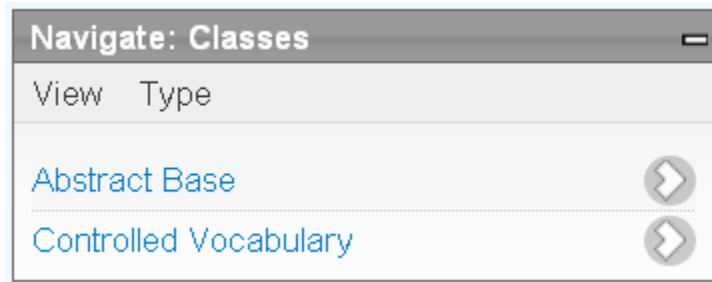 Navigate: Classes
View Type
Abstract Base
Controlled Vocabulary